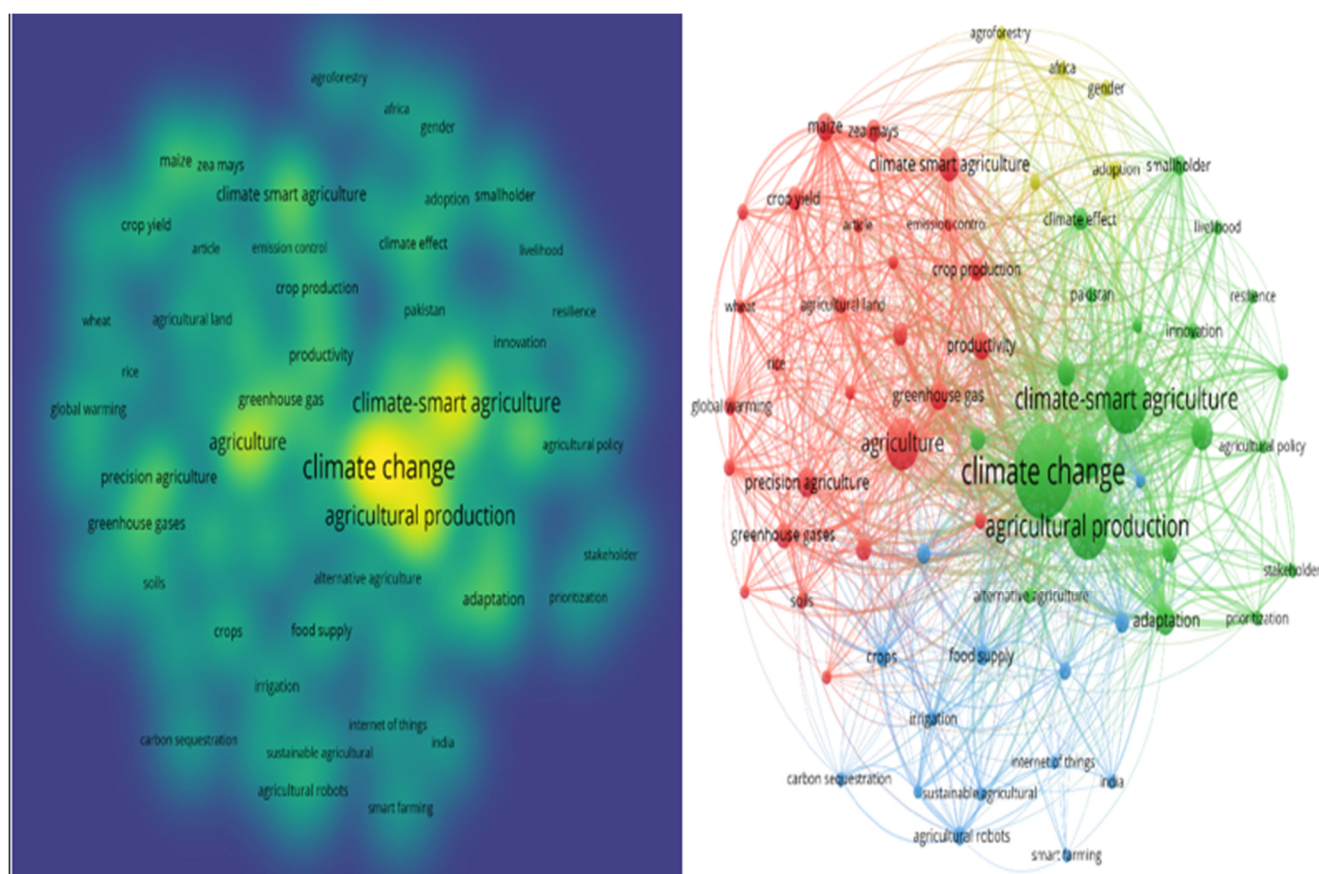 agroforestry
africa
gender
maize
zea mays
climate smart agriculture
adoption
smallholder
crop yield
article
emission control
climate effect
livelihood
crop production
pakistan
resilience
wheat
agricultural land
innovation
productivity
rice
greenhouse gas
climate-smart agriculture
global warming
agriculture
agricultural policy
climate change
precision agriculture
agricultural production
greenhouse gases
stakeholder
alternative agriculture
soils
adaptation
prioritization
crops
food supply
irrigation
internet of things
carbon sequestration
india
sustainable agricultural
agricultural robots
smart farming
agroforestry
africa
gender
maize
zea mays
climate smart agriculture
adoption
smallholder
crop yield
article
emission control
climate effect
livelihood
crop production
pakistan
resilience
wheat
agricultural land
innovation
productivity
rice
greenhouse gas
climate-smart agriculture
global warming
agriculture
agricultural policy
climate change
precision agriculture
agricultural production
greenhouse gases
stakeholder
alternative agriculture
soils
adaptation
prioritization
crops
food supply
irrigation
internet of things
carbon sequestration
india
sustainable agricultural
agricultural robots
smart farming